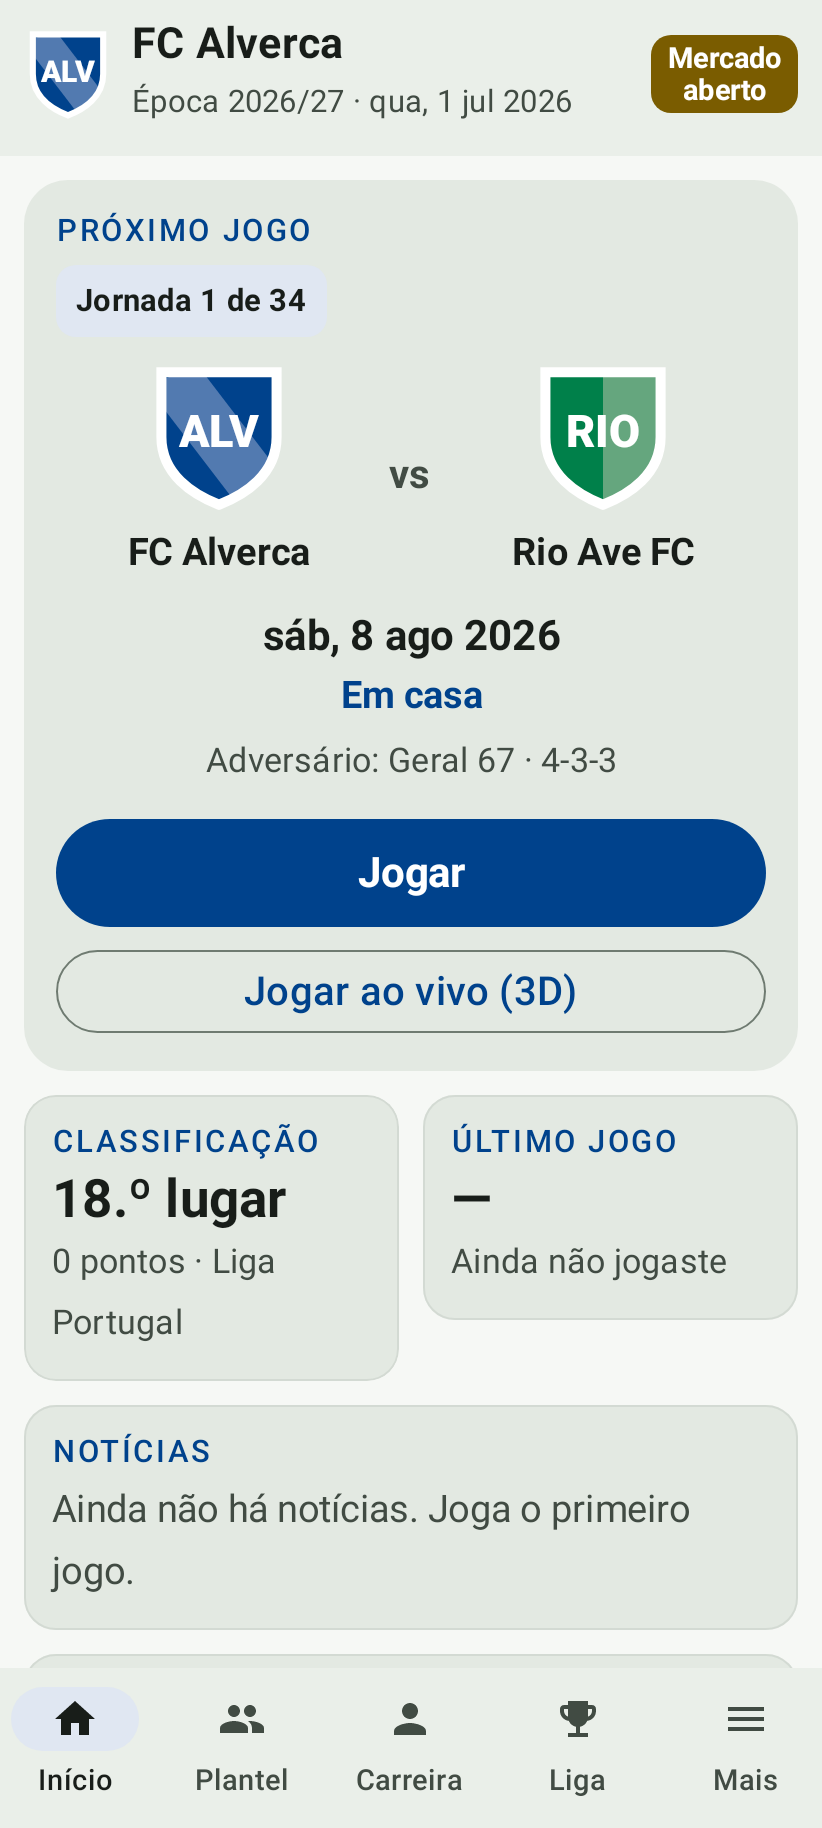 ALV
FC Alverca
Época 2026/27 · qua, 1 jul 2026
Mercado
aberto
PRÓXIMO JOGO
Jornada 1 de 34
ALV
vs
RIO
FC Alverca
Rio Ave FC
sáb, 8 ago 2026
Em casa
Adversário: Geral 67 · 4-3-3
Jogar
Jogar ao vivo (3D)
CLASSIFICAÇÃO
18.º lugar
0 pontos · Liga
Portugal
ÚLTIMO JOGO
—
Ainda não jogaste
NOTÍCIAS
Ainda não há notícias. Joga o primeiro
jogo.
Início
Plantel
Carreira
Liga
Mais